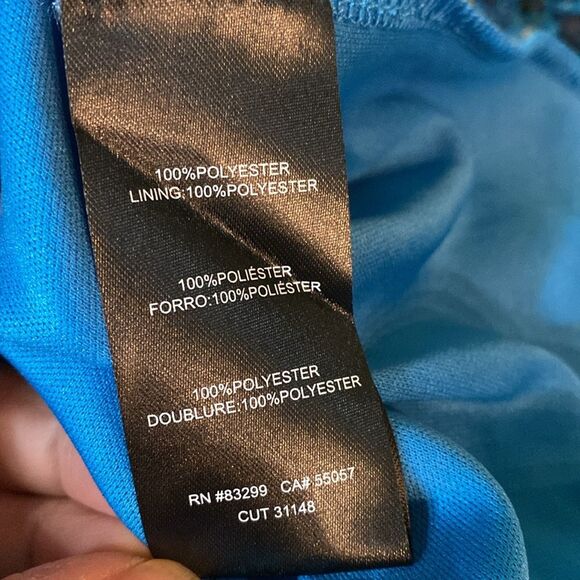 100%POLYESTER
LINING:100%POLYESTER
100%POLIÉSTER
FORRO:100%POLIÉSTER
100%POLYESTER
DOUBLURE:100%POLYESTER
RN #83299 CA# 55057
CUT 31148